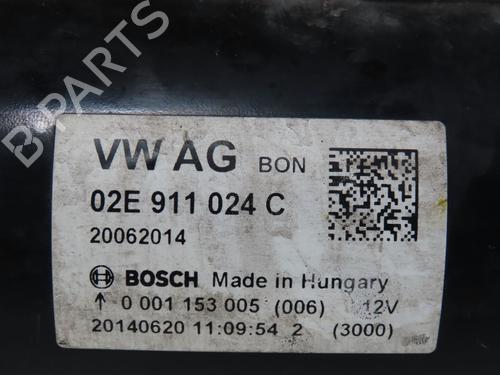 VW AG BON
02E 911 024 C
20062014
BOSCH Made in Hungary
↑ 0 001 153 005 (006) 12V
20140620 11:09:54 2 (3000)
B-PARTS